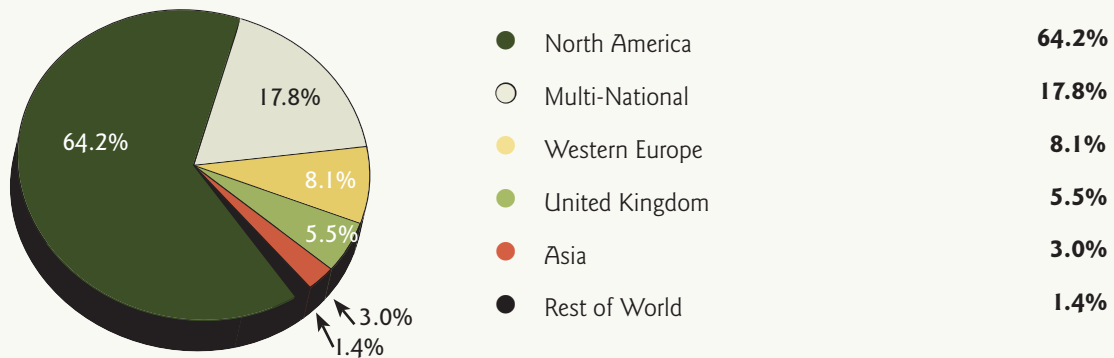 64.2%
17.8%
8.1%
5.5%
3.0%
1.4%
North America 64.2%
Multi-National 17.8%
Western Europe 8.1%
United Kingdom 5.5%
Asia 3.0%
Rest of World 1.4%